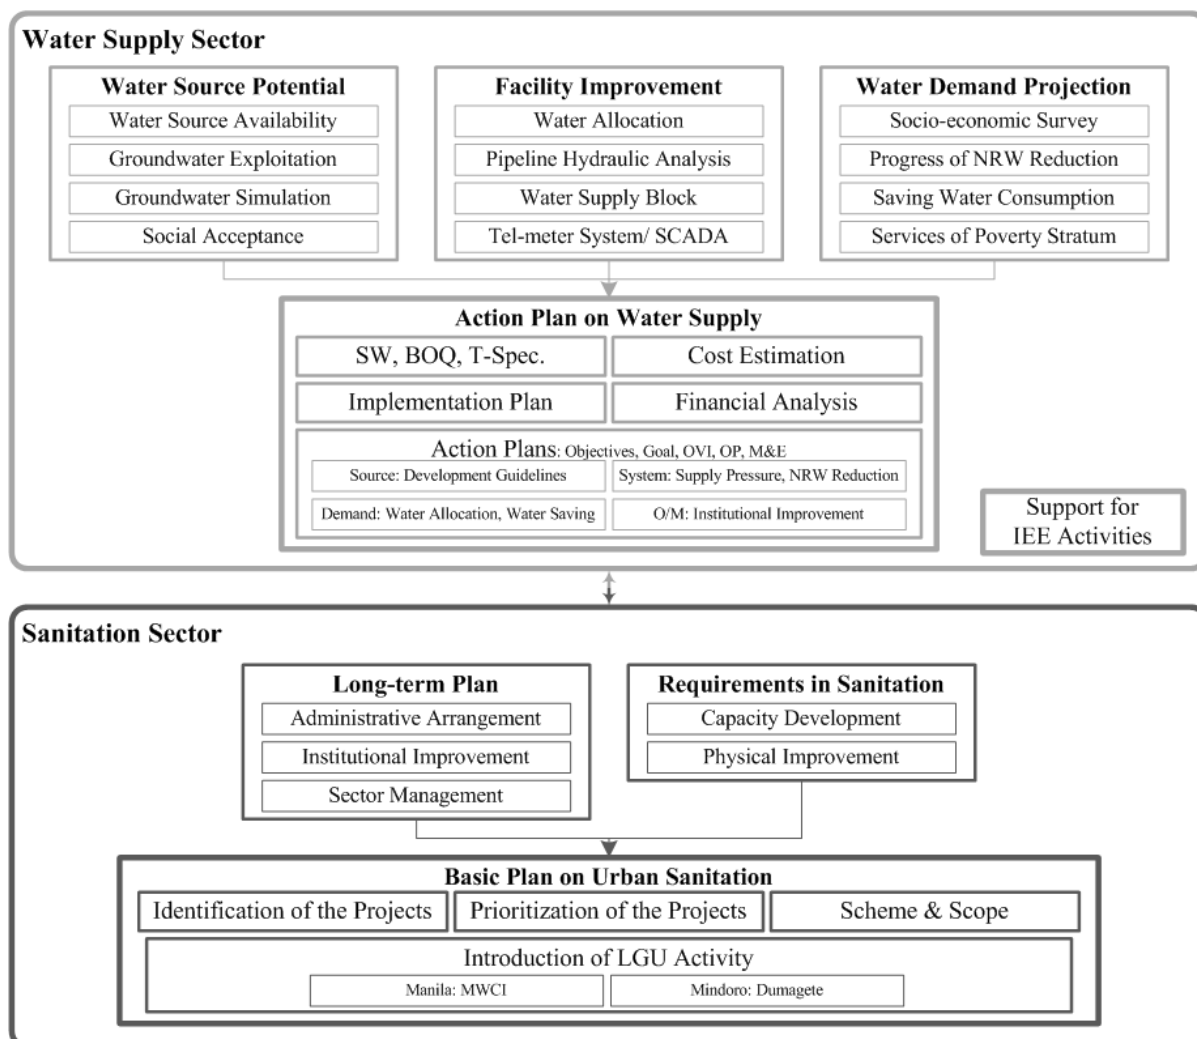 Water Supply Sector
Water Source Potential
Water Source Availability
Groundwater Exploitation
Groundwater Simulation
Social Acceptance
Facility Improvement
Water Allocation
Pipeline Hydraulic Analysis
Water Supply Block
Tel-meter System/ SCADA
Water Demand Projection
Socio-economic Survey
Progress of NRW Reduction
Saving Water Consumption
Services of Poverty Stratum
Action Plan on Water Supply
SW, BOQ, T-Spec.
Cost Estimation
Implementation Plan
Financial Analysis
Action Plans: Objectives, Goal, OVI, OP, M&E
Source: Development Guidelines
System: Supply Pressure, NRW Reduction
Demand: Water Allocation, Water Saving
O/M: Institutional Improvement
Support for
IEE Activities
Sanitation Sector
Long-term Plan
Administrative Arrangement
Institutional Improvement
Sector Management
Requirements in Sanitation
Capacity Development
Physical Improvement
Basic Plan on Urban Sanitation
Identification of the Projects
Prioritization of the Projects
Scheme & Scope
Introduction of LGU Activity
Manila: MWCI
Mindoro: Dumagete